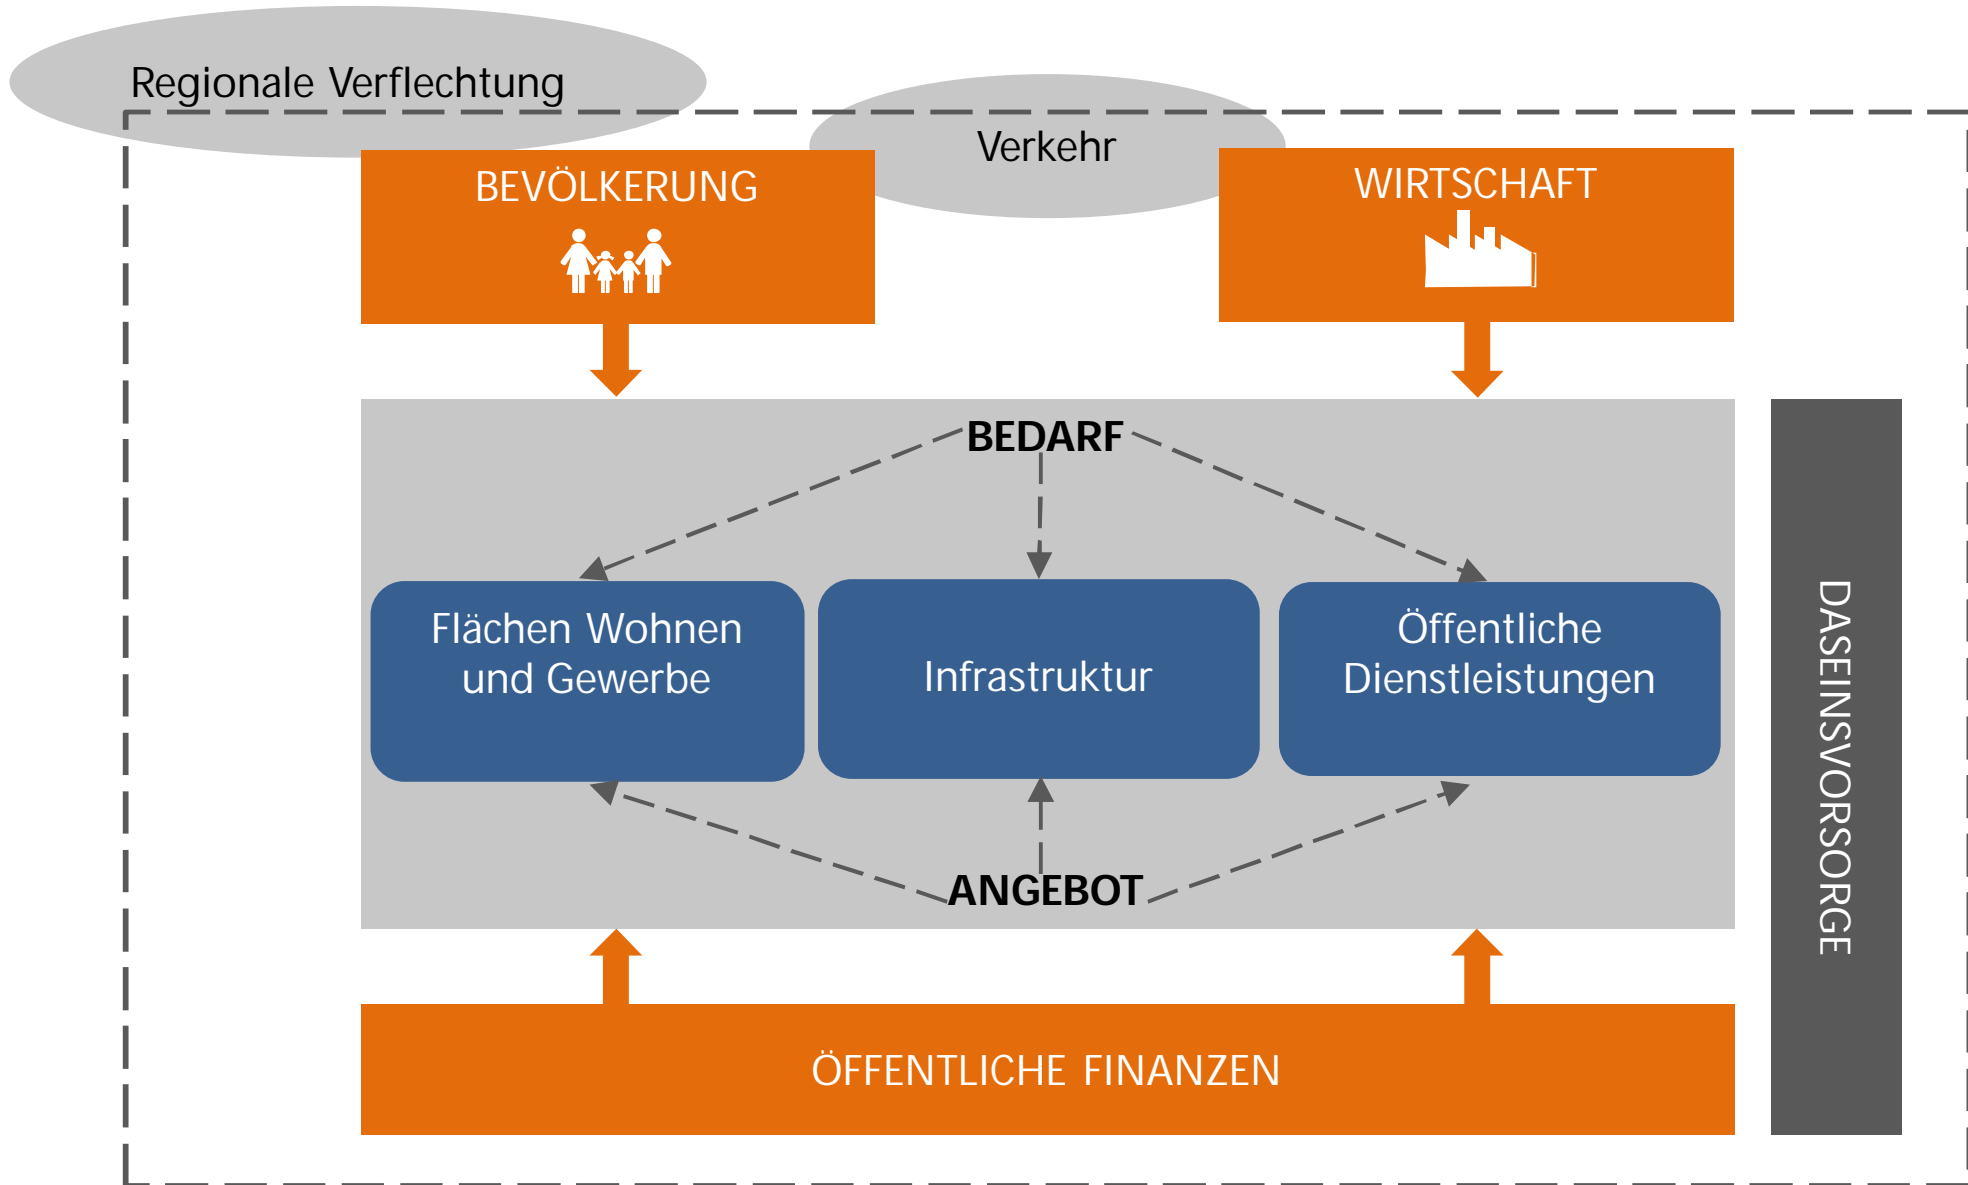 Regionale Verflechtung
Verkehr
BEVÖLKERUNG
WIRTSCHAFT
BEDARF
Flächen Wohnen
und Gewerbe
Infrastruktur
Öffentliche
Dienstleistungen
ANGEBOT
DASEINSVORSORGE
ÖFFENTLICHE FINANZEN